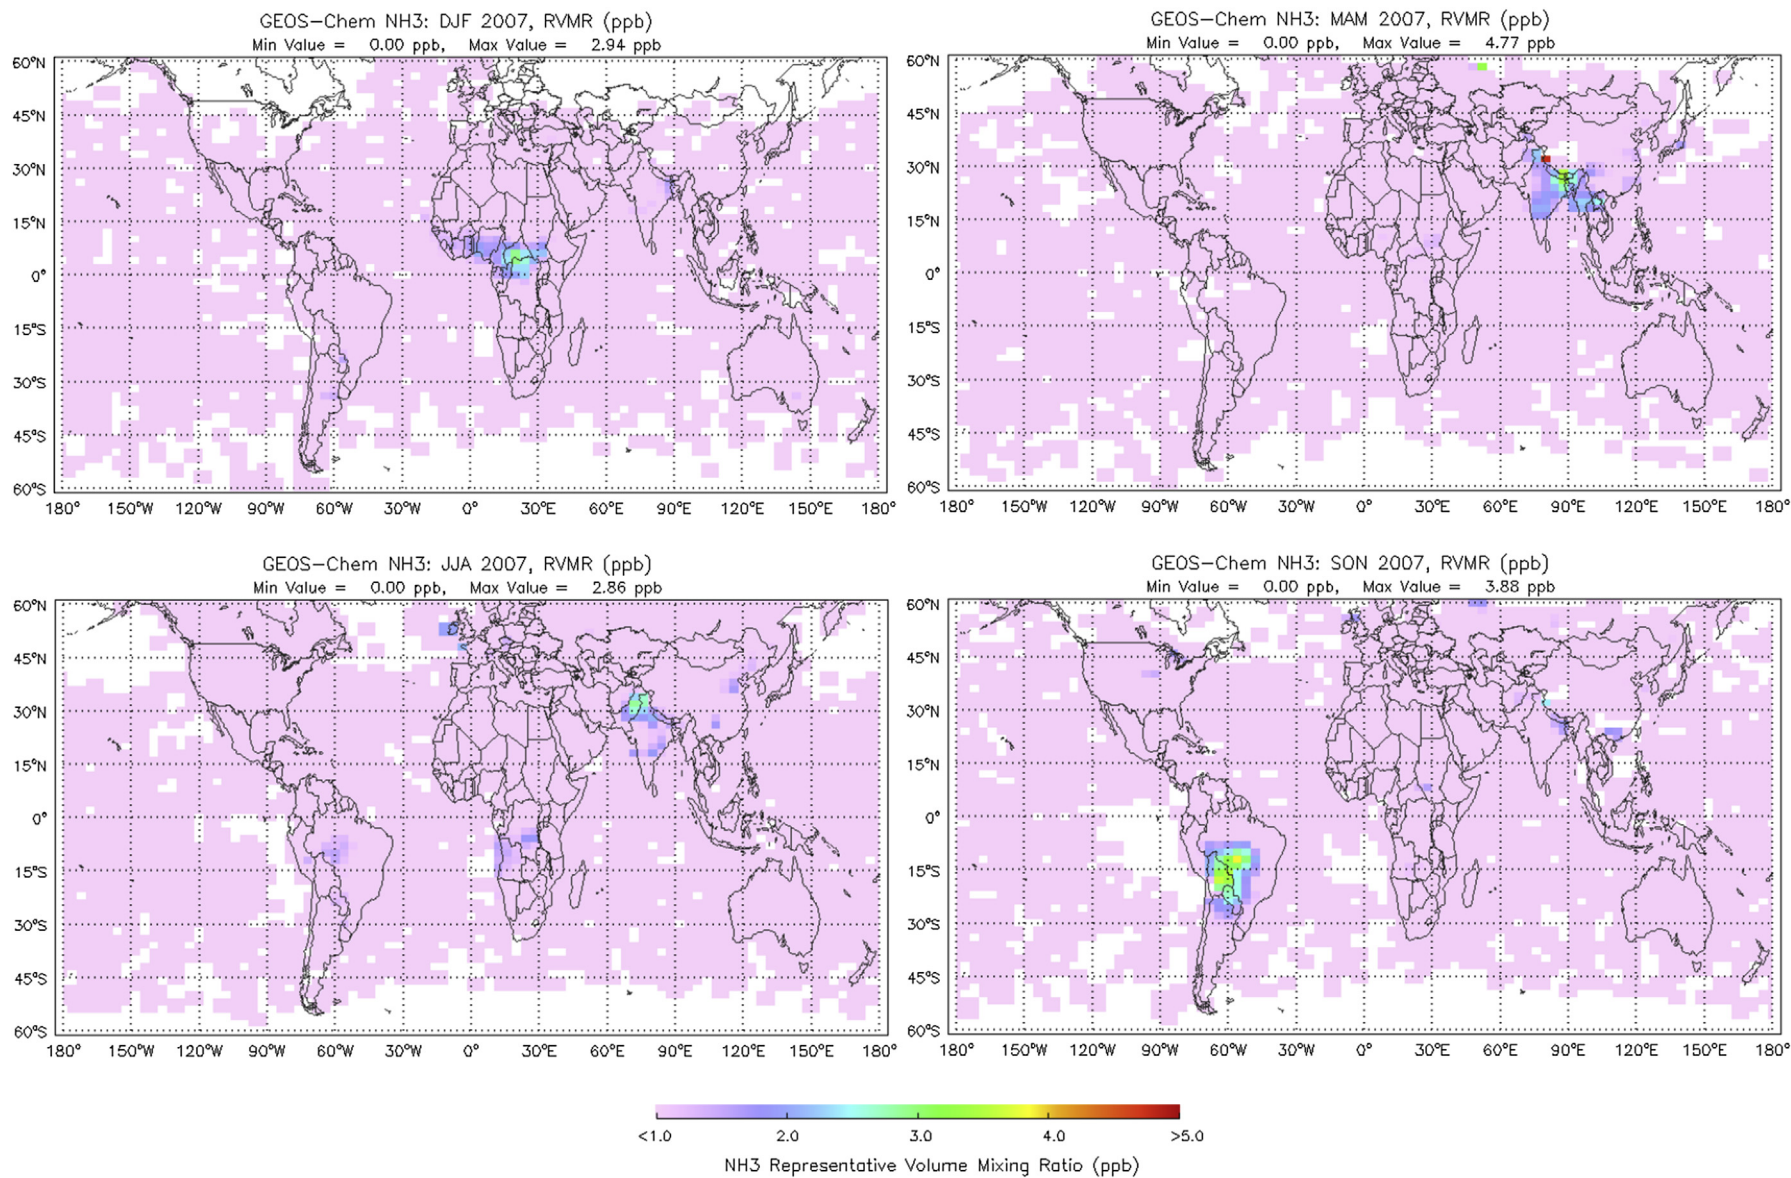 GEOS-Chem NH3: DJF 2007, RVMR (ppb)
Min Value = 0.00 ppb, Max Value = 2.94 ppb
60°N
45°N
30°N
15°N
0°
15°S
30°S
45°S
60°S
180° 150°W 120°W 90°W 60°W 30°W 0° 30°E 60°E 90°E 120°E 150°E 180°
GEOS-Chem NH3: MAM 2007, RVMR (ppb)
Min Value = 0.00 ppb, Max Value = 4.77 ppb
60°N
45°N
30°N
15°N
0°
15°S
30°S
45°S
60°S
180° 150°W 120°W 90°W 60°W 30°W 0° 30°E 60°E 90°E 120°E 150°E 180°
GEOS-Chem NH3: JJA 2007, RVMR (ppb)
Min Value = 0.00 ppb, Max Value = 2.86 ppb
60°N
45°N
30°N
15°N
0°
15°S
30°S
45°S
60°S
180° 150°W 120°W 90°W 60°W 30°W 0° 30°E 60°E 90°E 120°E 150°E 180°
GEOS-Chem NH3: SON 2007, RVMR (ppb)
Min Value = 0.00 ppb, Max Value = 3.88 ppb
60°N
45°N
30°N
15°N
0°
15°S
30°S
45°S
60°S
180° 150°W 120°W 90°W 60°W 30°W 0° 30°E 60°E 90°E 120°E 150°E 180°
<1.0 2.0 3.0 4.0 >5.0
NH3 Representative Volume Mixing Ratio (ppb)